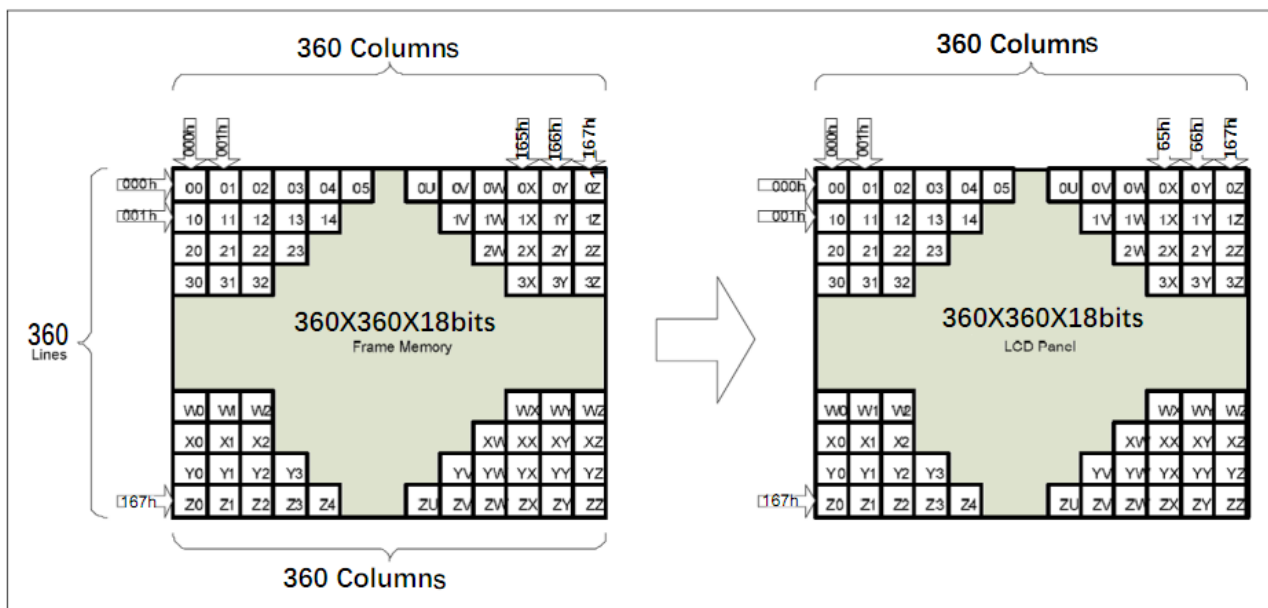 360 Columns 360 Columns
000h 001h 165h 166h 167h 000h 001h 65h 66h 167h
000h 00 01 02 03 04 05 0U 0V 0W 0X 0Y 0Z 000h 00 01 02 03 04 05 0U 0V 0W 0X 0Y 0Z
001h 10 11 12 13 14 1V 1W 1X 1Y 1Z 001h 10 11 12 13 14 1V 1W 1X 1Y 1Z
20 21 22 23 2W 2X 2Y 2Z 20 21 22 23 2W 2X 2Y 2Z
30 31 32 3X 3Y 3Z 30 31 32 3X 3Y 3Z
360X360X18bits 360X360X18bits
360
Lines
Frame Memory LCD Panel
W0 W1 W2 WX WY WZ W0 W1 W2 WX WY WZ
X0 X1 X2 XW XX XY XZ X0 X1 X2 XW XX XY XZ
Y0 Y1 Y2 Y3 YV YW YX YY YZ Y0 Y1 Y2 Y3 YV YW YX YY YZ
167h Z0 Z1 Z2 Z3 Z4 ZU ZV ZW ZX ZY ZZ 167h Z0 Z1 Z2 Z3 Z4 ZU ZV ZW ZX ZY ZZ
360 Columns